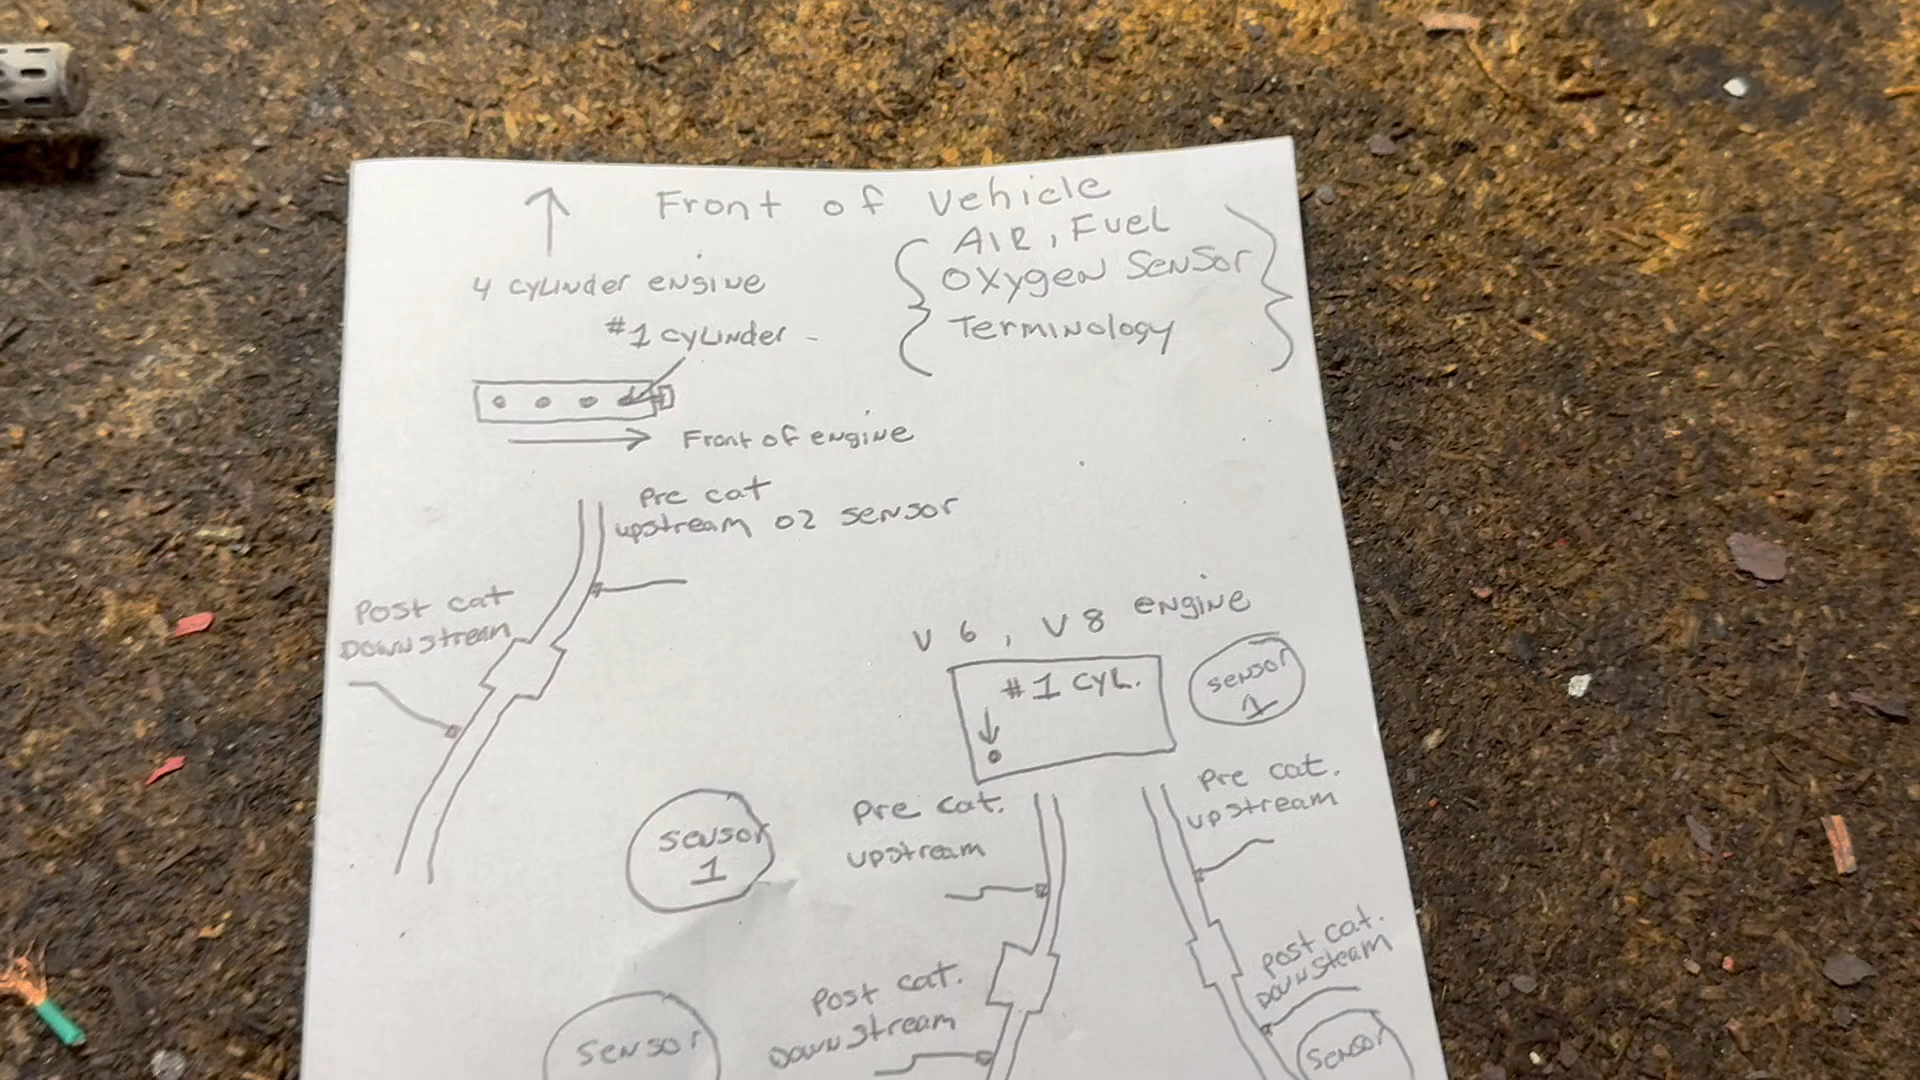 Front of vehicle
AIR, Fuel
Oxygen Sensor
Terminology
4 cylinder engine
#1 cylinder
Front of engine
Pre cat
upstream O2 sensor
Post cat
Downstream
V6, V8 engine
#1 CYL.
sensor
1
Pre cat.
upstream
sensor
1
Pre cat.
upstream
Post cat.
Downsteam
Post cat.
Downstream
sensor
sensor